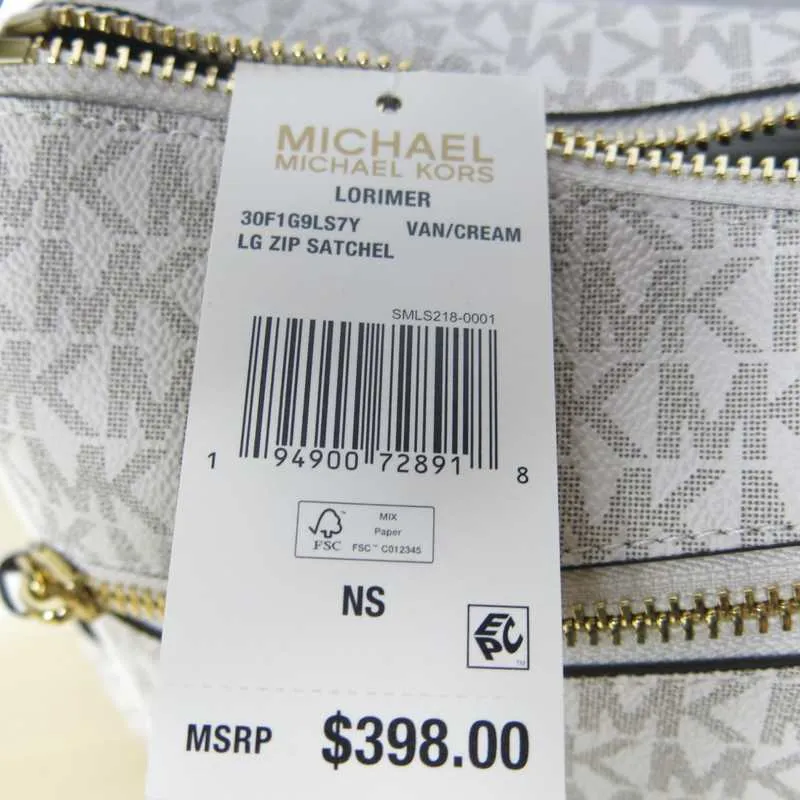 MICHAEL
MICHAEL KORS
LORIMER
30F1G9LS7Y VAN/CREAM
LG ZIP SATCHEL
SMLS218-0001
1 94900 72891 8
FSC
MIX
Paper
FSC™ C012345
NS
EPC
TM
MSRP $398.00